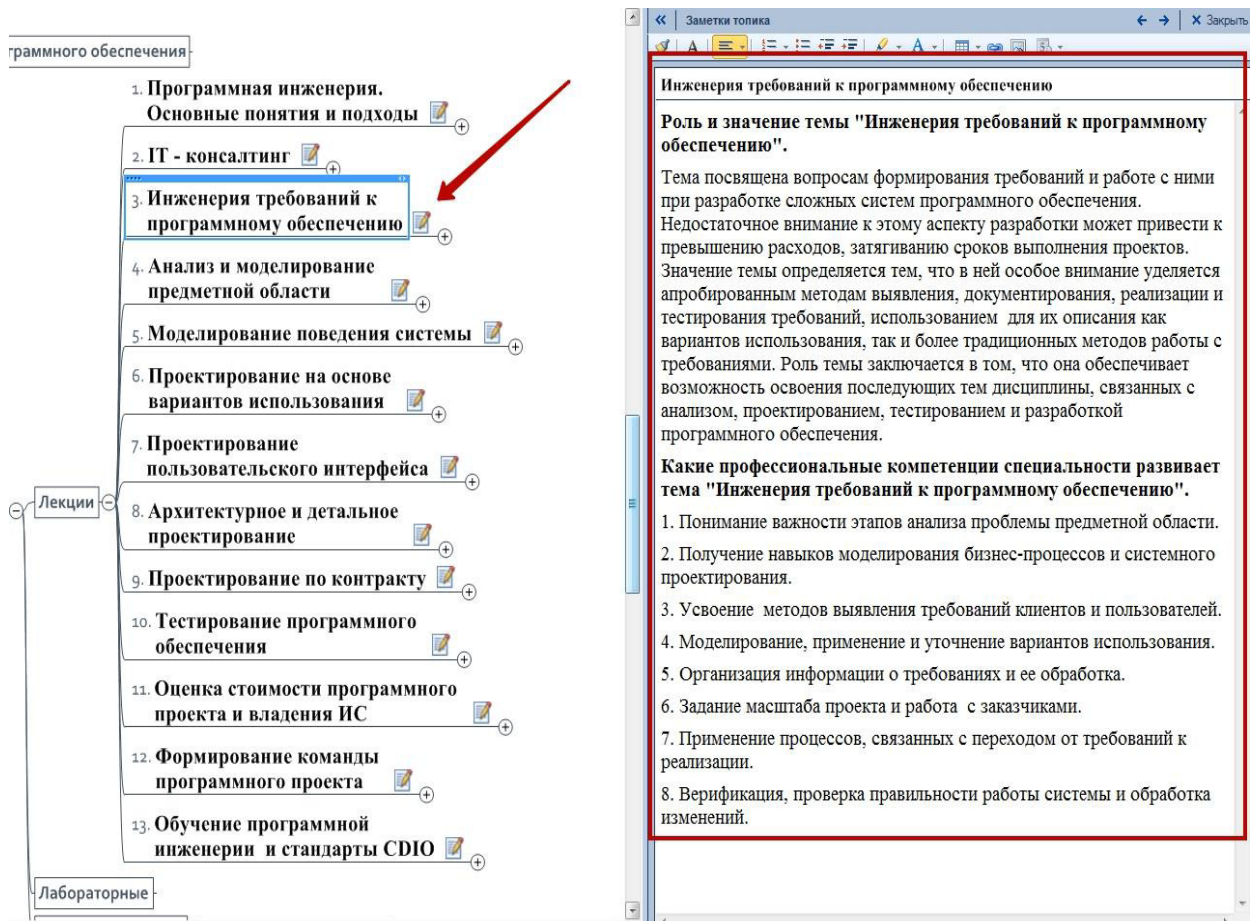 граммного обеспечения
1. Программная инженерия.
Основные понятия и подходы
2. IT - консалтинг
3. Инженерия требований к
программному обеспечению
4. Анализ и моделирование
предметной области
5. Моделирование поведения системы
6. Проектирование на основе
вариантов использования
7. Проектирование
пользовательского интерфейса
Лекции
8. Архитектурное и детальное
проектирование
9. Проектирование по контракту
10. Тестирование программного
обеспечения
11. Оценка стоимости программного
проекта и владения ИС
12. Формирование команды
программного проекта
13. Обучение программной
инженерии и стандарты CDIO
Лабораторные
Заметки топика
Закрыть
Инженерия требований к программному обеспечению
Роль и значение темы "Инженерия требований к программному
обеспечению".
Тема посвящена вопросам формирования требований и работе с ними
при разработке сложных систем программного обеспечения.
Недостаточное внимание к этому аспекту разработки может привести к
превышению расходов, затягиванию сроков выполнения проектов.
Значение темы определяется тем, что в ней особое внимание уделяется
апробированным методам выявления, документирования, реализации и
тестирования требований, использованием для их описания как
вариантов использования, так и более традиционных методов работы с
требованиями. Роль темы заключается в том, что она обеспечивает
возможность освоения последующих тем дисциплины, связанных с
анализом, проектированием, тестированием и разработкой
программного обеспечения.
Какие профессиональные компетенции специальности развивает
тема "Инженерия требований к программному обеспечению".
1. Понимание важности этапов анализа проблемы предметной области.
2. Получение навыков моделирования бизнес-процессов и системного
проектирования.
3. Усвоение методов выявления требований клиентов и пользователей.
4. Моделирование, применение и уточнение вариантов использования.
5. Организация информации о требованиях и ее обработка.
6. Задание масштаба проекта и работа с заказчиками.
7. Применение процессов, связанных с переходом от требований к
реализации.
8. Верификация, проверка правильности работы системы и обработка
изменений.